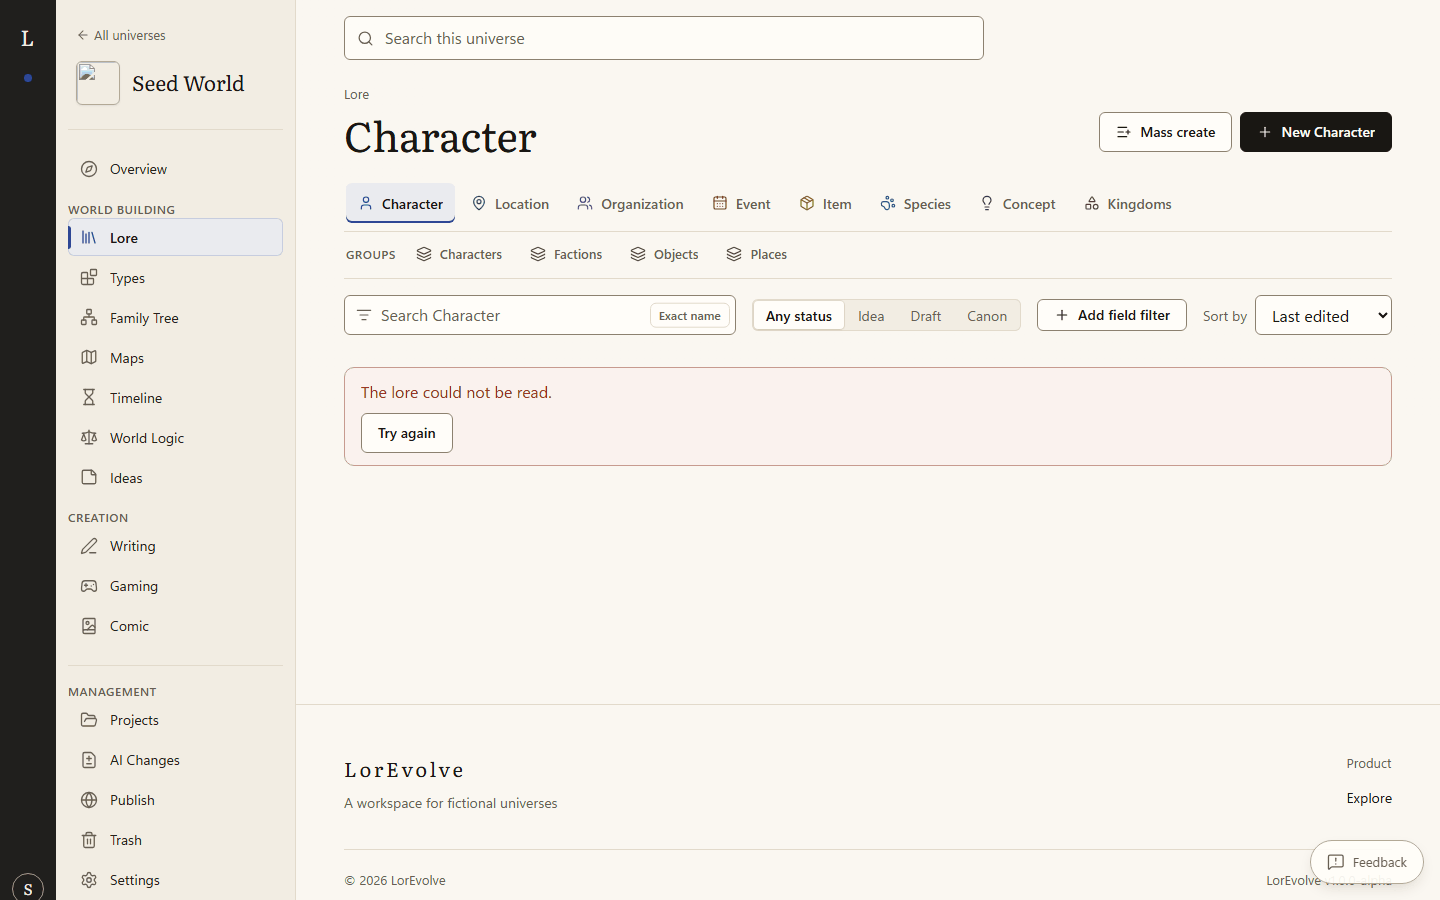 L
All universes
Seed World
Overview
WORLD BUILDING
Lore
Types
Family Tree
Maps
Timeline
World Logic
Ideas
CREATION
Writing
Gaming
Comic
MANAGEMENT
Projects
AI Changes
Publish
Trash
Settings
S
Search this universe
Lore
Character
Mass create
New Character
Character Location Organization Event Item Species Concept Kingdoms
GROUPS Characters Factions Objects Places
Search Character Exact name Any status Idea Draft Canon Add field filter Sort by Last edited
The lore could not be read.
Try again
LorEvolve
A workspace for fictional universes
Product
Explore
Feedback
© 2026 LorEvolve
LorEvolve